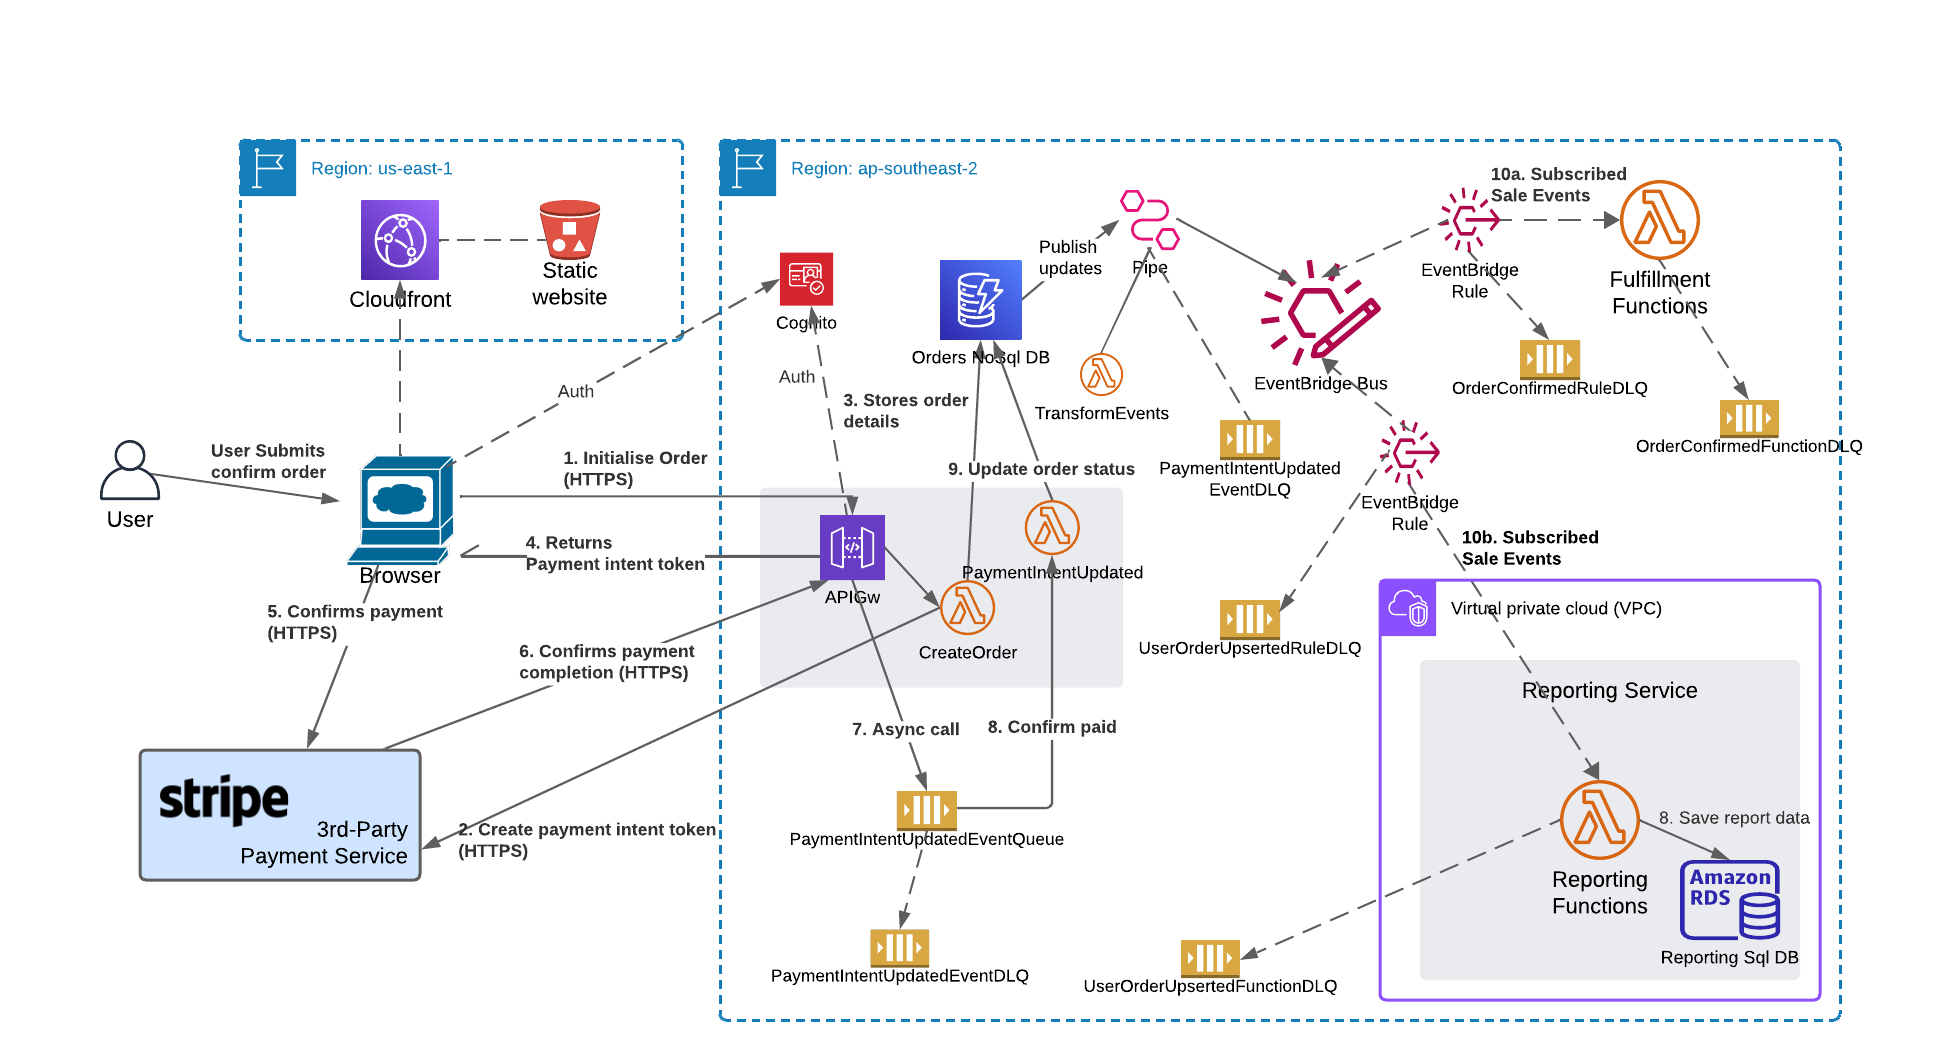 Region: us-east-1
Cloudfront
Static
website
Region: ap-southeast-2
Cognito
Auth
Auth
Orders NoSql DB
Publish
updates
Pipe
TransformEvents
PaymentIntentUpdated
EventDLQ
EventBridge Bus
EventBridge
Rule
10a. Subscribed
Sale Events
Fulfillment
Functions
OrderConfirmedRuleDLQ
OrderConfirmedFunctionDLQ
EventBridge
Rule
10b. Subscribed
Sale Events
UserOrderUpsertedRuleDLQ
User
User Submits
confirm order
Browser
1. Initialise Order
(HTTPS)
3. Stores order
details
9. Update order status
4. Returns
Payment intent token
APIGw
PaymentIntentUpdated
CreateOrder
5. Confirms payment
(HTTPS)
6. Confirms payment
completion (HTTPS)
7. Async call
8. Confirm paid
stripe
3rd-Party
Payment Service
2. Create payment intent token
(HTTPS)
PaymentIntentUpdatedEventQueue
PaymentIntentUpdatedEventDLQ
UserOrderUpsertedFunctionDLQ
Virtual private cloud (VPC)
Reporting Service
Reporting
Functions
8. Save report data
Amazon
RDS
Reporting Sql DB